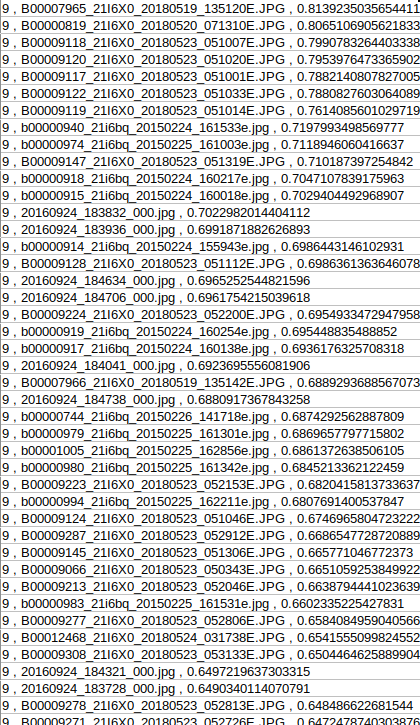 9 , B00007965_21I6X0_20180519_135120E.JPG , 0.8139235035654411
9 , B00000819_21I6X0_20180520_071310E.JPG , 0.8065106905621833
9 , B00009118_21I6X0_20180523_051007E.JPG , 0.7990783264403338
9 , B00009120_21I6X0_20180523_051020E.JPG , 0.7953976473365902
9 , B00009117_21I6X0_20180523_051001E.JPG , 0.7882140807827005
9 , B00009122_21I6X0_20180523_051033E.JPG , 0.7880827603064089
9 , B00009119_21I6X0_20180523_051014E.JPG , 0.7614085601029719
9 , b00000940_21i6bq_20150224_161533e.jpg , 0.7197993498569777
9 , b00000974_21i6bq_20150225_161003e.jpg , 0.7118946060416637
9 , B00009147_21I6X0_20180523_051319E.JPG , 0.710187397254842
9 , b00000918_21i6bq_20150224_160217e.jpg , 0.7047107839175963
9 , b00000915_21i6bq_20150224_160018e.jpg , 0.7029404492968907
9 , 20160924_183832_000.jpg , 0.7022982014404112
9 , 20160924_183936_000.jpg , 0.6991871882626893
9 , b00000914_21i6bq_20150224_155943e.jpg , 0.6986443146102931
9 , B00009128_21I6X0_20180523_051112E.JPG , 0.6986361363646078
9 , 20160924_184634_000.jpg , 0.6965252544821596
9 , 20160924_184706_000.jpg , 0.6961754215039618
9 , B00009224_21I6X0_20180523_052200E.JPG , 0.6954933472947958
9 , b00000919_21i6bq_20150224_160254e.jpg , 0.695448835488852
9 , b00000917_21i6bq_20150224_160138e.jpg , 0.6936176325708318
9 , 20160924_184041_000.jpg , 0.6923695556081906
9 , B00007966_21I6X0_20180519_135142E.JPG , 0.6889293688567073
9 , 20160924_184738_000.jpg , 0.6880917367843258
9 , b00000744_21i6bq_20150226_141718e.jpg , 0.6874292562887809
9 , b00000979_21i6bq_20150225_161301e.jpg , 0.6869657797715802
9 , b00001005_21i6bq_20150225_162856e.jpg , 0.6861372638506105
9 , b00000980_21i6bq_20150225_161342e.jpg , 0.6845213362122459
9 , B00009223_21I6X0_20180523_052153E.JPG , 0.6820415813733637
9 , b00000994_21i6bq_20150225_162211e.jpg , 0.6807691400537847
9 , B00009124_21I6X0_20180523_051046E.JPG , 0.6746965804723222
9 , B00009287_21I6X0_20180523_052912E.JPG , 0.6686547728720889
9 , B00009145_21I6X0_20180523_051306E.JPG , 0.665771046772373
9 , B00009066_21I6X0_20180523_050343E.JPG , 0.6651059253849922
9 , B00009213_21I6X0_20180523_052046E.JPG , 0.6638794441023639
9 , b00000983_21i6bq_20150225_161531e.jpg , 0.6602335225427831
9 , B00009277_21I6X0_20180523_052806E.JPG , 0.6584084959040566
9 , B00012468_21I6X0_20180524_031738E.JPG , 0.6541555099824552
9 , B00009308_21I6X0_20180523_053133E.JPG , 0.6504464625889904
9 , 20160924_184321_000.jpg , 0.6497219637303315
9 , 20160924_183728_000.jpg , 0.6490340114070791
9 , B00009278_21I6X0_20180523_052813E.JPG , 0.648486622681544
9 , B00009271_21I6X0_20180523_052726E.JPG , 0.6472478740303387